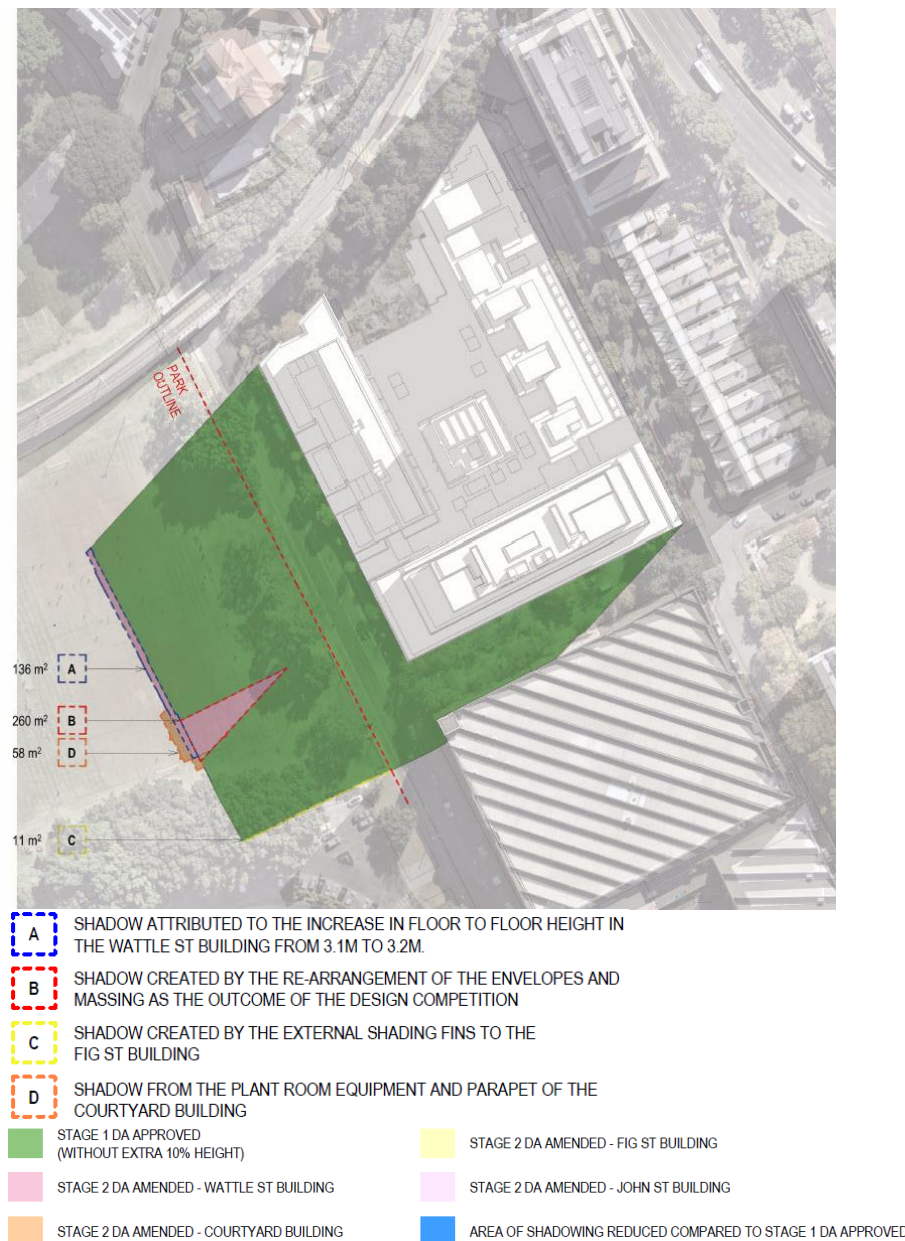 PARK
OUTLINE
136 m²
A
260 m²
B
58 m²
D
11 m²
C
A
SHADOW ATTRIBUTED TO THE INCREASE IN FLOOR TO FLOOR HEIGHT IN
THE WATTLE ST BUILDING FROM 3.1M TO 3.2M.
B
SHADOW CREATED BY THE RE-ARRANGEMENT OF THE ENVELOPES AND
MASSING AS THE OUTCOME OF THE DESIGN COMPETITION
C
SHADOW CREATED BY THE EXTERNAL SHADING FINS TO THE
FIG ST BUILDING
D
SHADOW FROM THE PLANT ROOM EQUIPMENT AND PARAPET OF THE
COURTYARD BUILDING
STAGE 1 DA APPROVED
(WITHOUT EXTRA 10% HEIGHT)
STAGE 2 DA AMENDED - WATTLE ST BUILDING
STAGE 2 DA AMENDED - COURTYARD BUILDING
STAGE 2 DA AMENDED - FIG ST BUILDING
STAGE 2 DA AMENDED - JOHN ST BUILDING
AREA OF SHADOWING REDUCED COMPARED TO STAGE 1 DA APPROVED